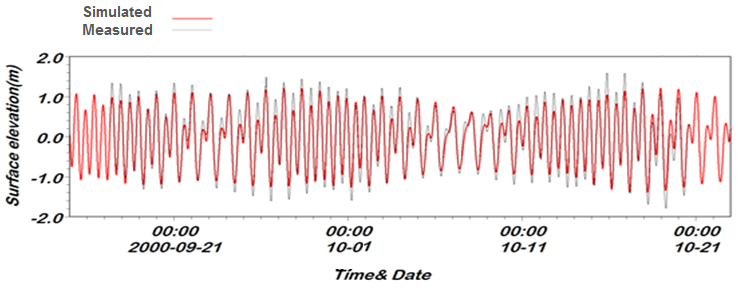 Simulated
Measured
Surface elevation(m)
2.0
1.0
0.0
-1.0
-2.0
00:00 00:00 00:00 00:00
2000-09-21 10-01 10-11 10-21
Time& Date